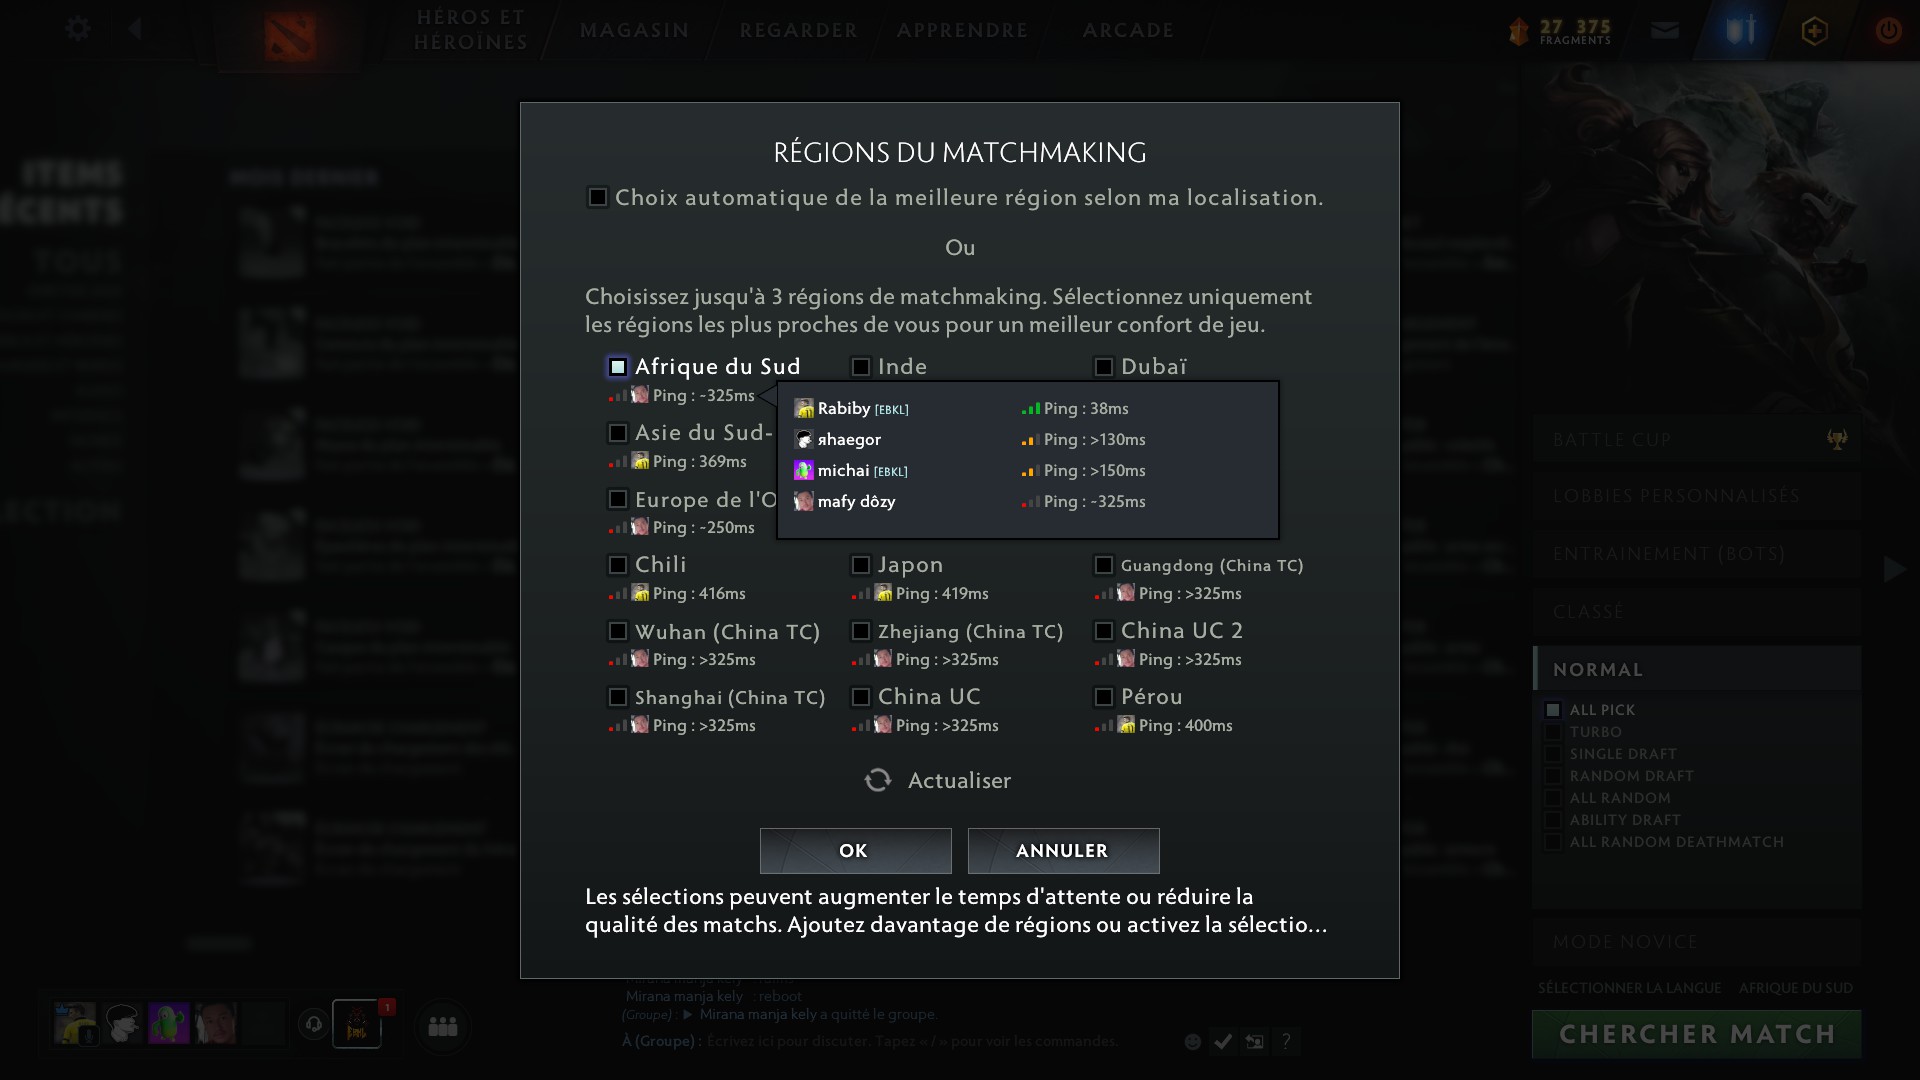 HÉROS ET
HÉROÏNES
MAGASIN
REGARDER
APPRENDRE
ARCADE
27 375
FRAGMENTS
ITEMS
TOUS
MOIS DERNIER
RÉGIONS DU MATCHMAKING
Choix automatique de la meilleure région selon ma localisation.
Ou
Choisissez jusqu'à 3 régions de matchmaking. Sélectionnez uniquement
les régions les plus proches de vous pour un meilleur confort de jeu.
Afrique du Sud
Inde
Dubaï
Ping : ~325ms
Rabiby [EBKL]
Ping : 38ms
яhaegor
Ping : >130ms
michai [EBKL]
Ping : >150ms
mafy dôzy
Ping : ~325ms
Asie du Sud-
Ping : 369ms
Europe de l'O
Ping : ~250ms
Chili
Japon
Guangdong (China TC)
Ping : 416ms
Ping : 419ms
Ping : >325ms
Wuhan (China TC)
Zhejiang (China TC)
China UC 2
Ping : >325ms
Ping : >325ms
Ping : >325ms
Shanghai (China TC)
China UC
Pérou
Ping : >325ms
Ping : >325ms
Ping : 400ms
Actualiser
OK
ANNULER
Les sélections peuvent augmenter le temps d'attente ou réduire la
qualité des matchs. Ajoutez davantage de régions ou activez la sélectio...
BATTLE CUP
LOBBIES PERSONNALISÉS
ENTRAINEMENT (BOTS)
CLASSÉ
NORMAL
ALL PICK
TURBO
SINGLE DRAFT
RANDOM DRAFT
ALL RANDOM
ABILITY DRAFT
ALL RANDOM DEATHMATCH
MODE NOVICE
SÉLECTIONNER LA LANGUE
AFRIQUE DU SUD
CHERCHER MATCH
1
Mirana manja kely : reboot
(Groupe) : ▶ Mirana manja kely a quitté le groupe.
À (Groupe) : Écrivez ici pour discuter. Tapez « / » pour voir les commandes.